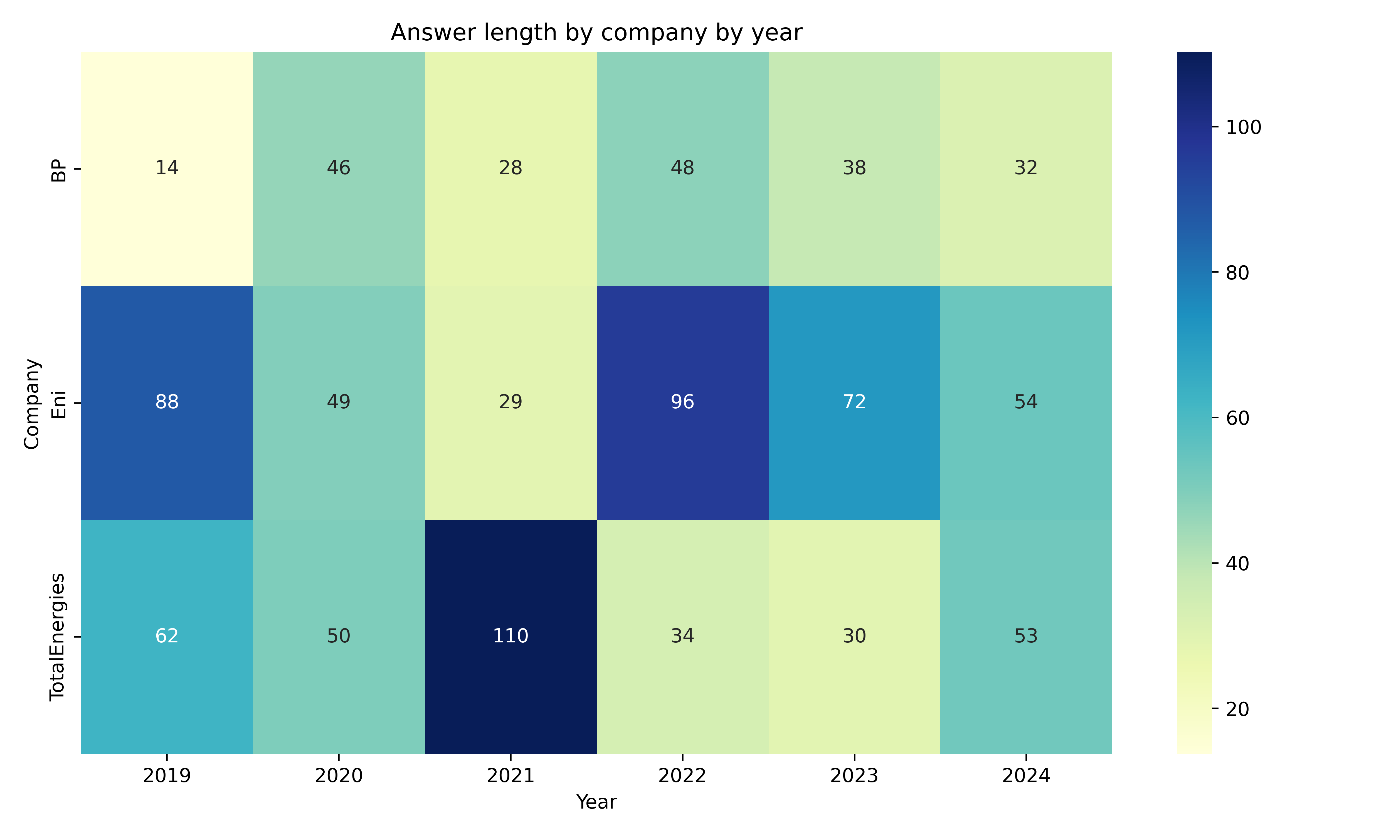 Answer length by company by year
BP
14 46 28 48 38 32
Eni
88 49 29 96 72 54
TotalEnergies
62 50 110 34 30 53
Company
2019 2020 2021 2022 2023 2024
Year
100
80
60
40
20